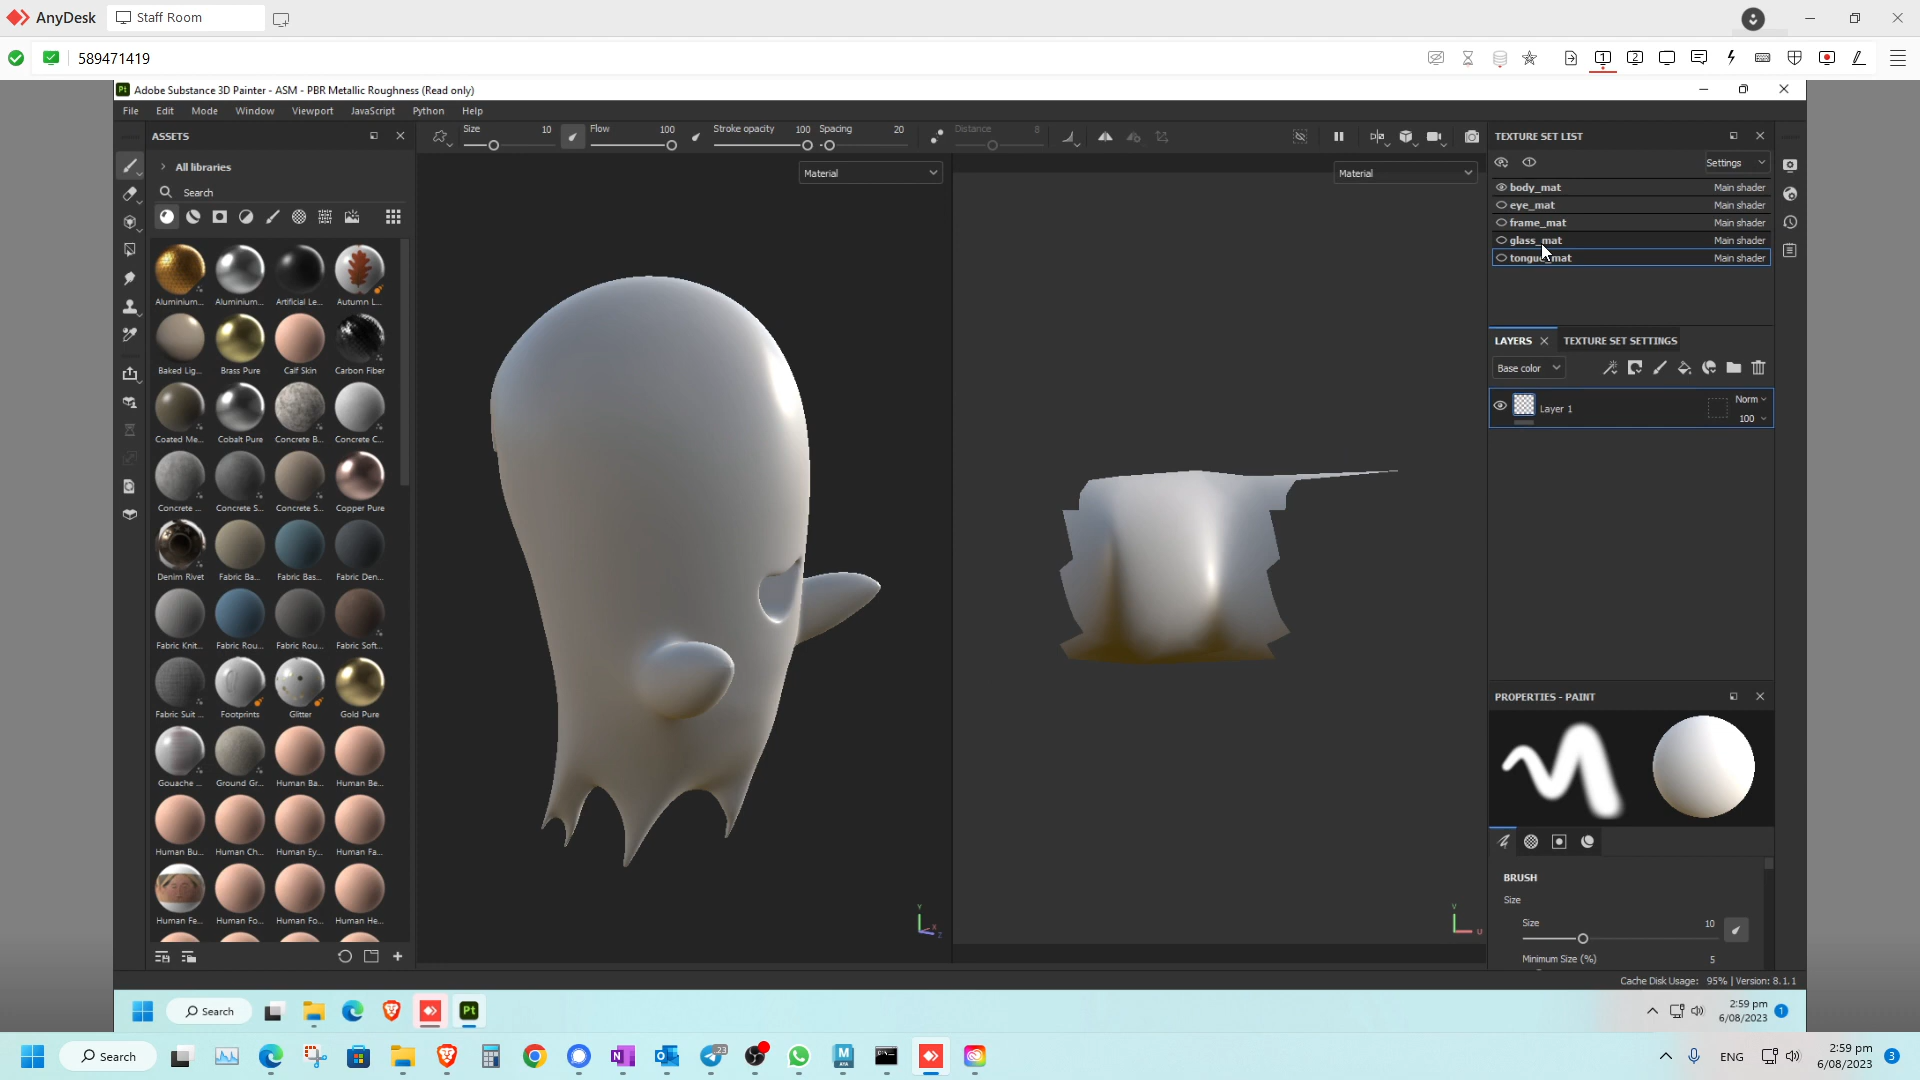 AnyDesk
Staff Room
589471419
Pt Adobe Substance 3D Painter - ASM - PBR Metallic Roughness (Read only)
File Edit Mode Window Viewport JavaScript Python Help
ASSETS
All libraries
Search
Aluminium... Aluminium... Artificial Le... Autumn L...
Baked Lig... Brass Pure Calf Skin Carbon Fiber
Coated Me... Cobalt Pure Concrete B... Concrete C...
Concrete ... Concrete S... Concrete S... Copper Pure
Denim Rivet Fabric Ba... Fabric Bas... Fabric Den...
Fabric Knit... Fabric Rou... Fabric Rou... Fabric Soft...
Fabric Suit ... Footprints Glitter Gold Pure
Gouache ... Ground Gr... Human Ba... Human Be...
Human Bu... Human Ch... Human Ey... Human Fa...
Human Fe... Human Fo... Human Fo... Human He...
Size 10 Flow 100 Stroke opacity 100 Spacing 20 Distance 8
Material
Material
Y
X
Z
V
U
TEXTURE SET LIST
Settings
body_mat Main shader
eye_mat Main shader
frame_mat Main shader
glass_mat Main shader
tongue_mat Main shader
LAYERS TEXTURE SET SETTINGS
Base color
Layer 1 Norm
100
PROPERTIES - PAINT
BRUSH
Size
Size 10
Minimum Size (%) 5
Cache Disk Usage: 95% | Version: 8.1.1
Search
Pt
2:59 pm
6/08/2023
1
Search
23
ENG
2:59 pm
6/08/2023
3